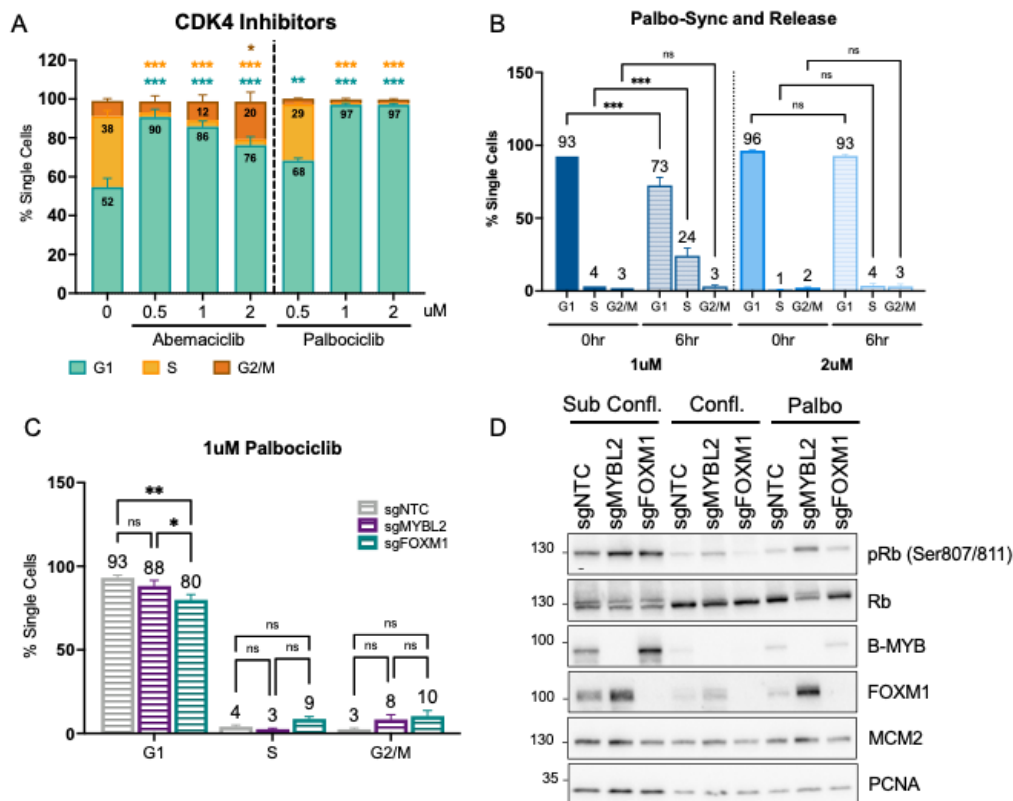 A
CDK4 Inhibitors
*
*** *** *** *** ***
*** *** *** ** *** ***
120
100
80
60
40
20
0
% Single Cells
38
52
90
12
86
20
76
29
68
97
97
0 0.5 1 2 0.5 1 2 uM
Abemaciclib Palbociclib
G1 S G2/M
B
Palbo-Sync and Release
ns
ns
***
ns
***
ns
150
100
50
0
% Single Cells
93 4 3 73 24 3 96 1 2 93 4 3
G1 S G2/M G1 S G2/M G1 S G2/M G1 S G2/M
0hr 6hr 0hr 6hr
1uM 2uM
C
1uM Palbociclib
150
100
50
0
% Single Cells
sgNTC
sgMYBL2
sgFOXM1
**
ns *
93 88 80
ns
ns ns
4 3 9
ns
ns ns
3 8 10
G1 S G2/M
D
Sub Confl. Confl. Palbo
sgNTC sgMYBL2 sgFOXM1 sgNTC sgMYBL2 sgFOXM1 sgNTC sgMYBL2 sgFOXM1
130 pRb (Ser807/811)
130 Rb
100 B-MYB
100 FOXM1
130 MCM2
35 PCNA